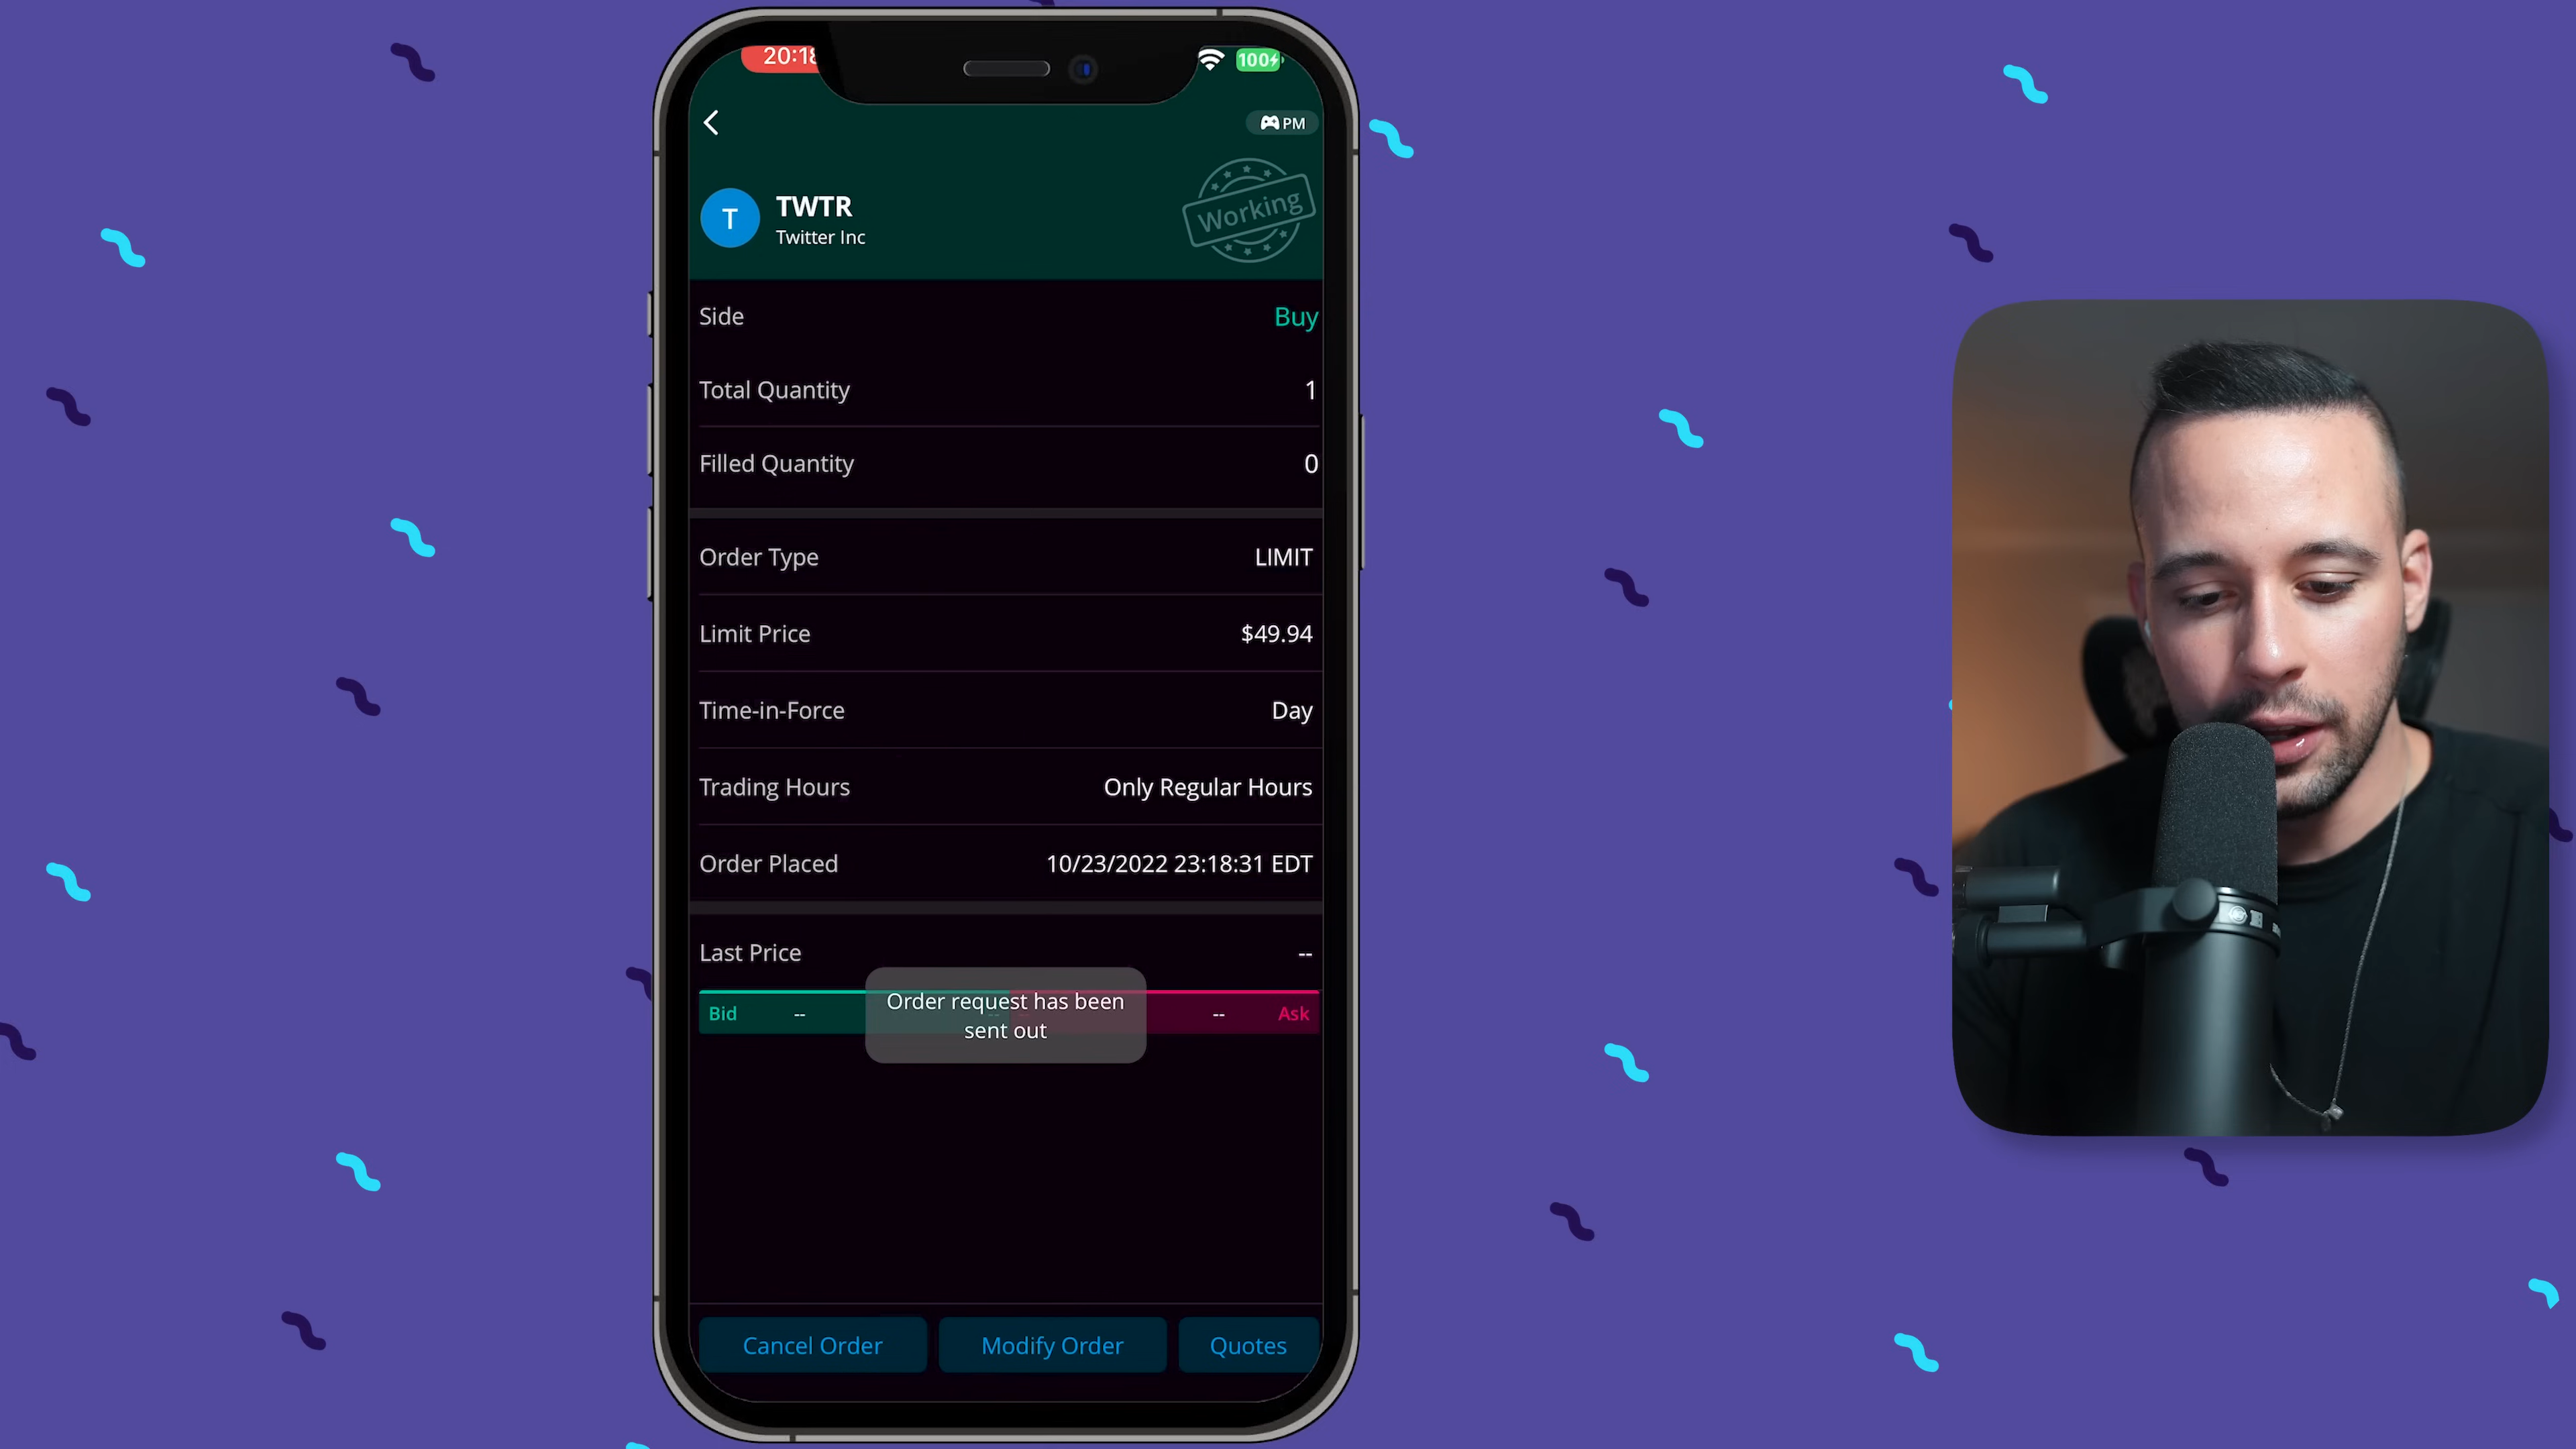 20:18
100
PM
TWTR
Twitter Inc
Working
Side Buy
Total Quantity 1
Filled Quantity 0
Order Type LIMIT
Limit Price $49.94
Time-in-Force Day
Trading Hours Only Regular Hours
Order Placed 10/23/2022 23:18:31 EDT
Last Price --
Bid -- -- Ask
Order request has been
sent out
Cancel Order Modify Order Quotes